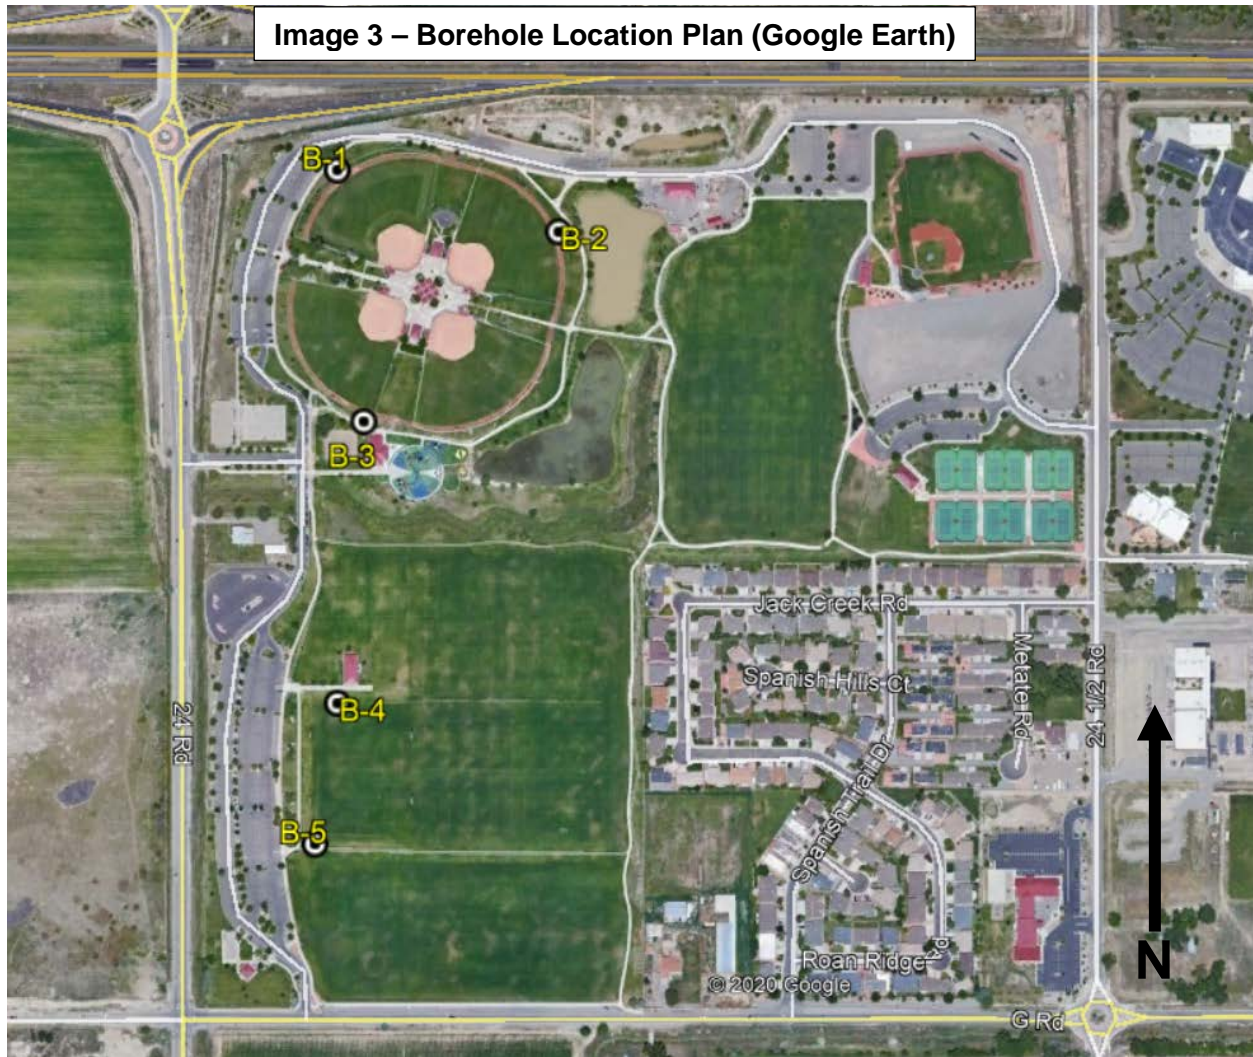 Image 3 – Borehole Location Plan (Google Earth)
B-1
B-2
B-3
Jack Creek Rd
Metate Rd
24 1/2 Rd
Spanish Hills Ct
24 Rd
B-4
Spanish Trail Dr
B-5
Roan Ridge Rd
N
© 2020 Google
G Rd